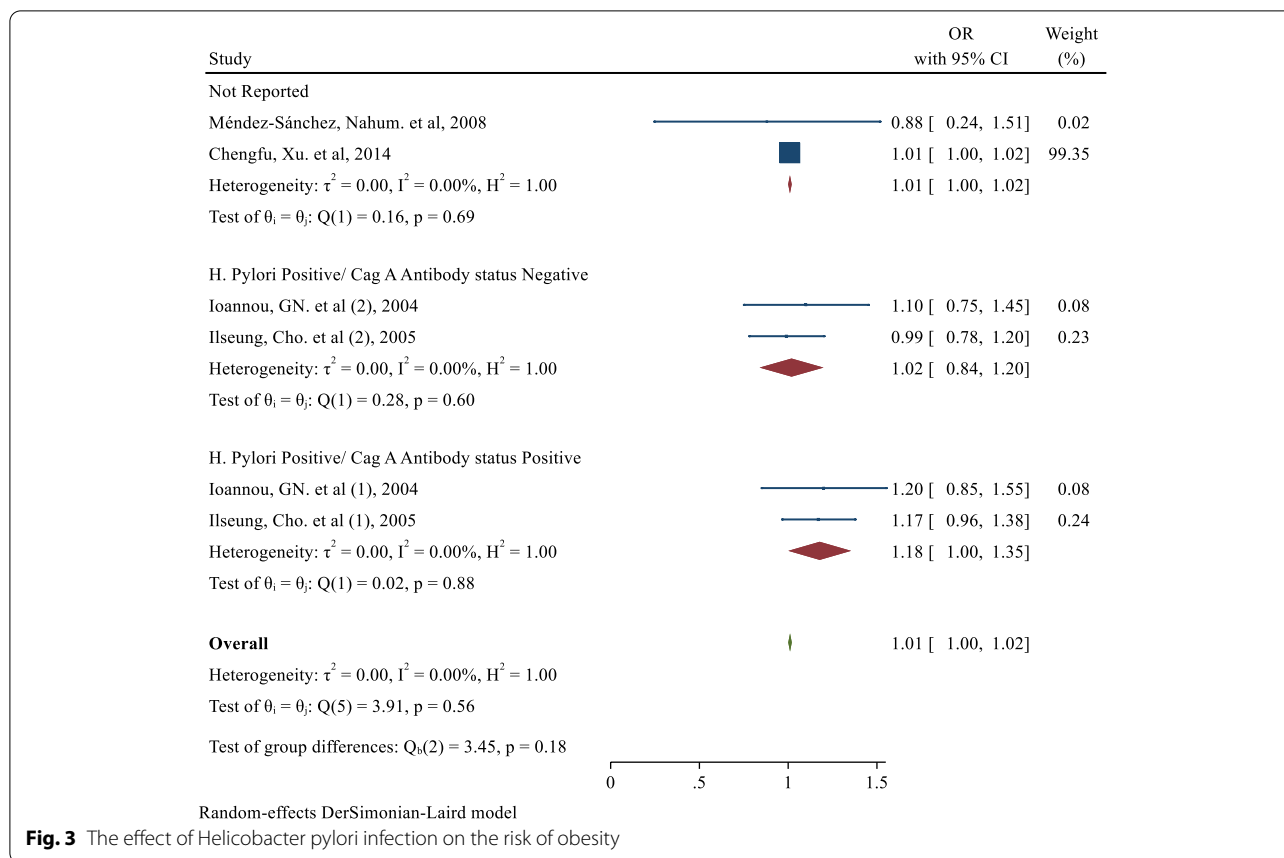 OR Weight
Study with 95% CI (%)
Not Reported
Méndez-Sánchez, Nahum. et al, 2008 0.88 [ 0.24, 1.51] 0.02
Chengfu, Xu. et al, 2014 1.01 [ 1.00, 1.02] 99.35
Heterogeneity: τ² = 0.00, I² = 0.00%, H² = 1.00 1.01 [ 1.00, 1.02]
Test of θᵢ = θⱼ: Q(1) = 0.16, p = 0.69
H. Pylori Positive/ Cag A Antibody status Negative
Ioannou, GN. et al (2), 2004 1.10 [ 0.75, 1.45] 0.08
Ilseung, Cho. et al (2), 2005 0.99 [ 0.78, 1.20] 0.23
Heterogeneity: τ² = 0.00, I² = 0.00%, H² = 1.00 1.02 [ 0.84, 1.20]
Test of θᵢ = θⱼ: Q(1) = 0.28, p = 0.60
H. Pylori Positive/ Cag A Antibody status Positive
Ioannou, GN. et al (1), 2004 1.20 [ 0.85, 1.55] 0.08
Ilseung, Cho. et al (1), 2005 1.17 [ 0.96, 1.38] 0.24
Heterogeneity: τ² = 0.00, I² = 0.00%, H² = 1.00 1.18 [ 1.00, 1.35]
Test of θᵢ = θⱼ: Q(1) = 0.02, p = 0.88
Overall 1.01 [ 1.00, 1.02]
Heterogeneity: τ² = 0.00, I² = 0.00%, H² = 1.00
Test of θᵢ = θⱼ: Q(5) = 3.91, p = 0.56
Test of group differences: Q_b(2) = 3.45, p = 0.18
0 .5 1 1.5
Random-effects DerSimonian-Laird model
Fig. 3 The effect of Helicobacter pylori infection on the risk of obesity